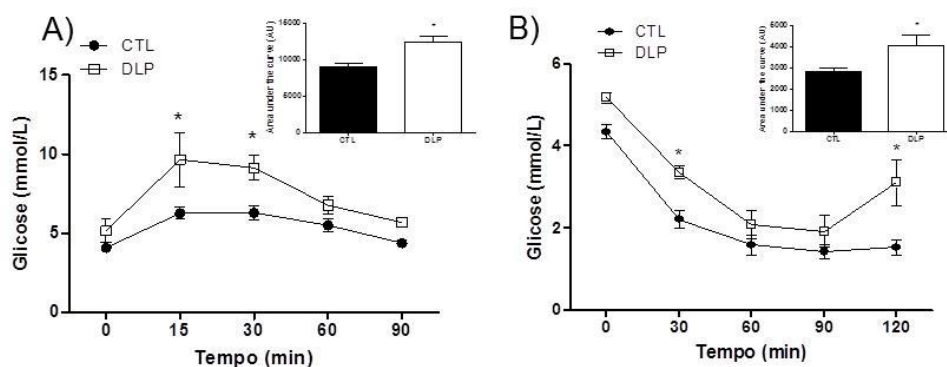 A)
CTL
DLP
Glicose (mmol/L)
15
10
5
0
0 15 30 60 90
Tempo (min)
*
*
Area under the curve (AU)
15000
10000
5000
0
CTL DLP
*
B)
CTL
DLP
Glicose (mmol/L)
6
4
2
0
0 30 60 90 120
Tempo (min)
*
*
Area under the curve (AU)
6000
5000
4000
3000
2000
1000
0
CTL DLP
*